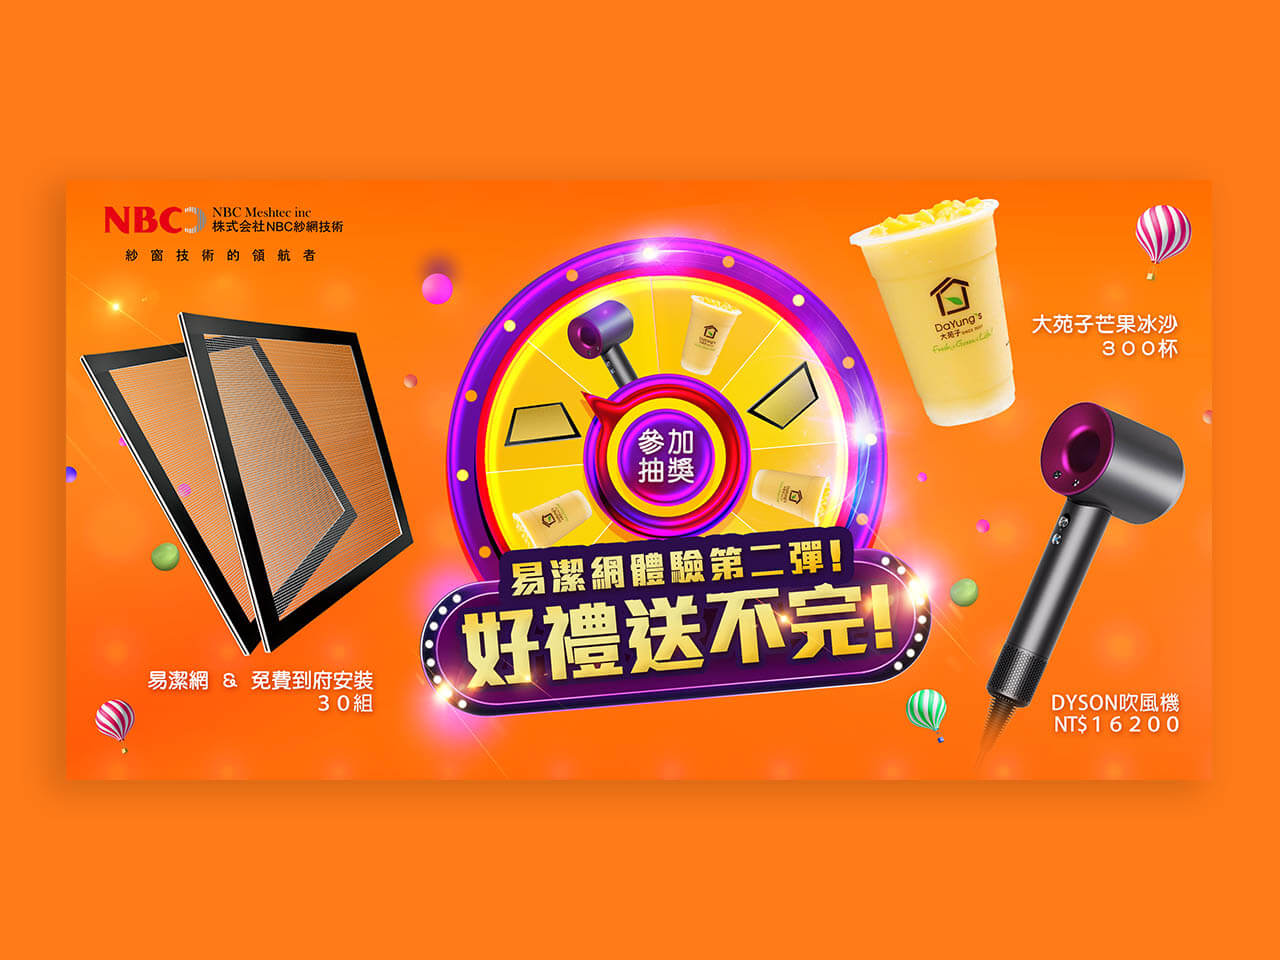 NBC
NBC Meshtec inc
株式会社NBC紗網技術
紗窗技術的領航者
易潔網 & 免費到府安裝
３０組
參加
抽獎
易潔網體驗第二彈!
好禮送不完!
DaYung's
大苑子 SINCE 2001
大苑子芒果冰沙
３００杯
DYSON吹風機
NT$１６２００